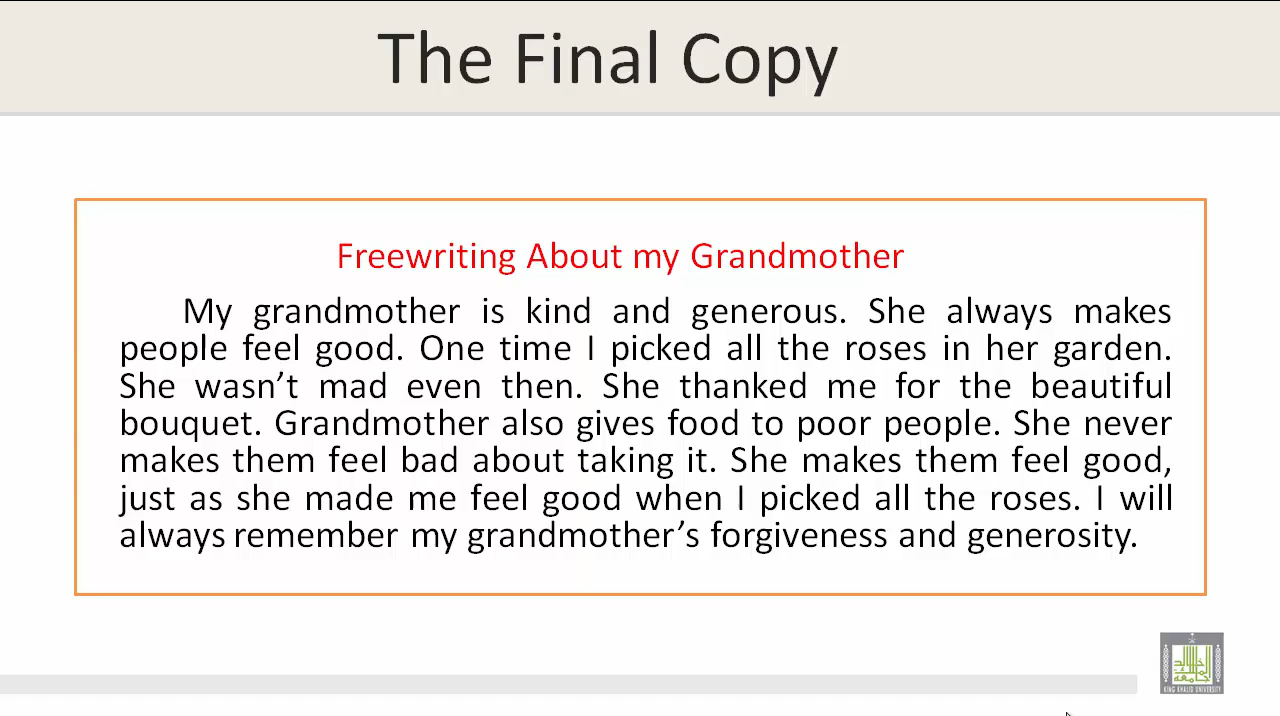 The Final Copy
Freewriting About my Grandmother
My grandmother is kind and generous. She always makes
people feel good. One time I picked all the roses in her garden.
She wasn’t mad even then. She thanked me for the beautiful
bouquet. Grandmother also gives food to poor people. She never
makes them feel bad about taking it. She makes them feel good,
just as she made me feel good when I picked all the roses. I will
always remember my grandmother’s forgiveness and generosity.
KING KHALID UNIVERSITY